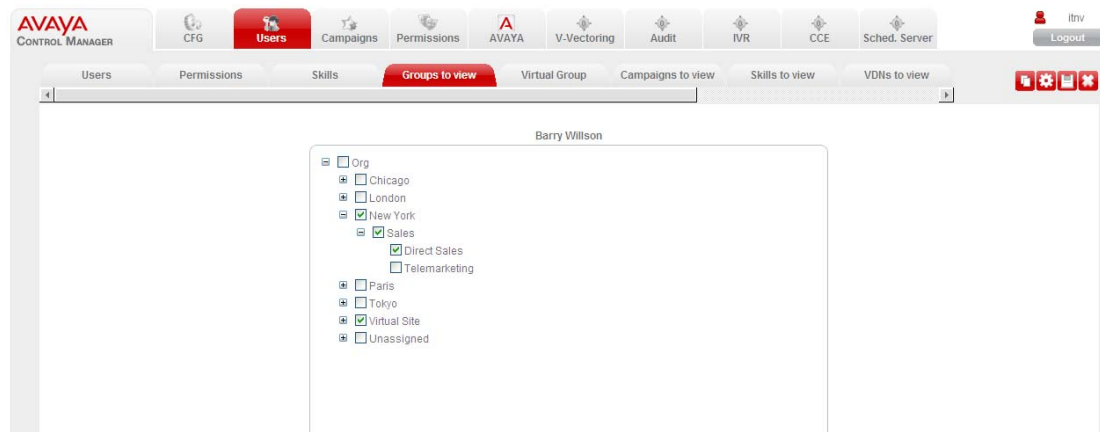 AVAYA
CONTROL MANAGER
CFG Users Campaigns Permissions AVAYA V-Vectoring Audit IVR CCE Sched. Server
itnv
Logout
Users Permissions Skills Groups to view Virtual Group Campaigns to view Skills to view VDNs to view
Barry Willson
Org
Chicago
London
New York
Sales
Direct Sales
Telemarketing
Paris
Tokyo
Virtual Site
Unassigned